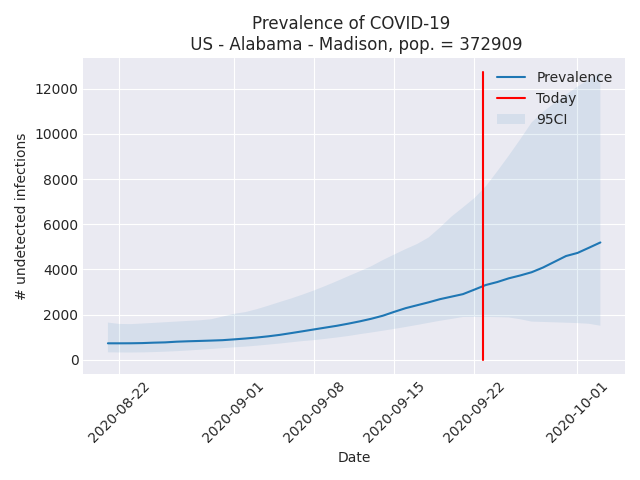 Prevalence of COVID-19
US - Alabama - Madison, pop. = 372909
Prevalence
Today
95CI
12000
10000
8000
6000
4000
2000
0
# undetected infections
2020-08-22
2020-09-01
2020-09-08
2020-09-15
2020-09-22
2020-10-01
Date